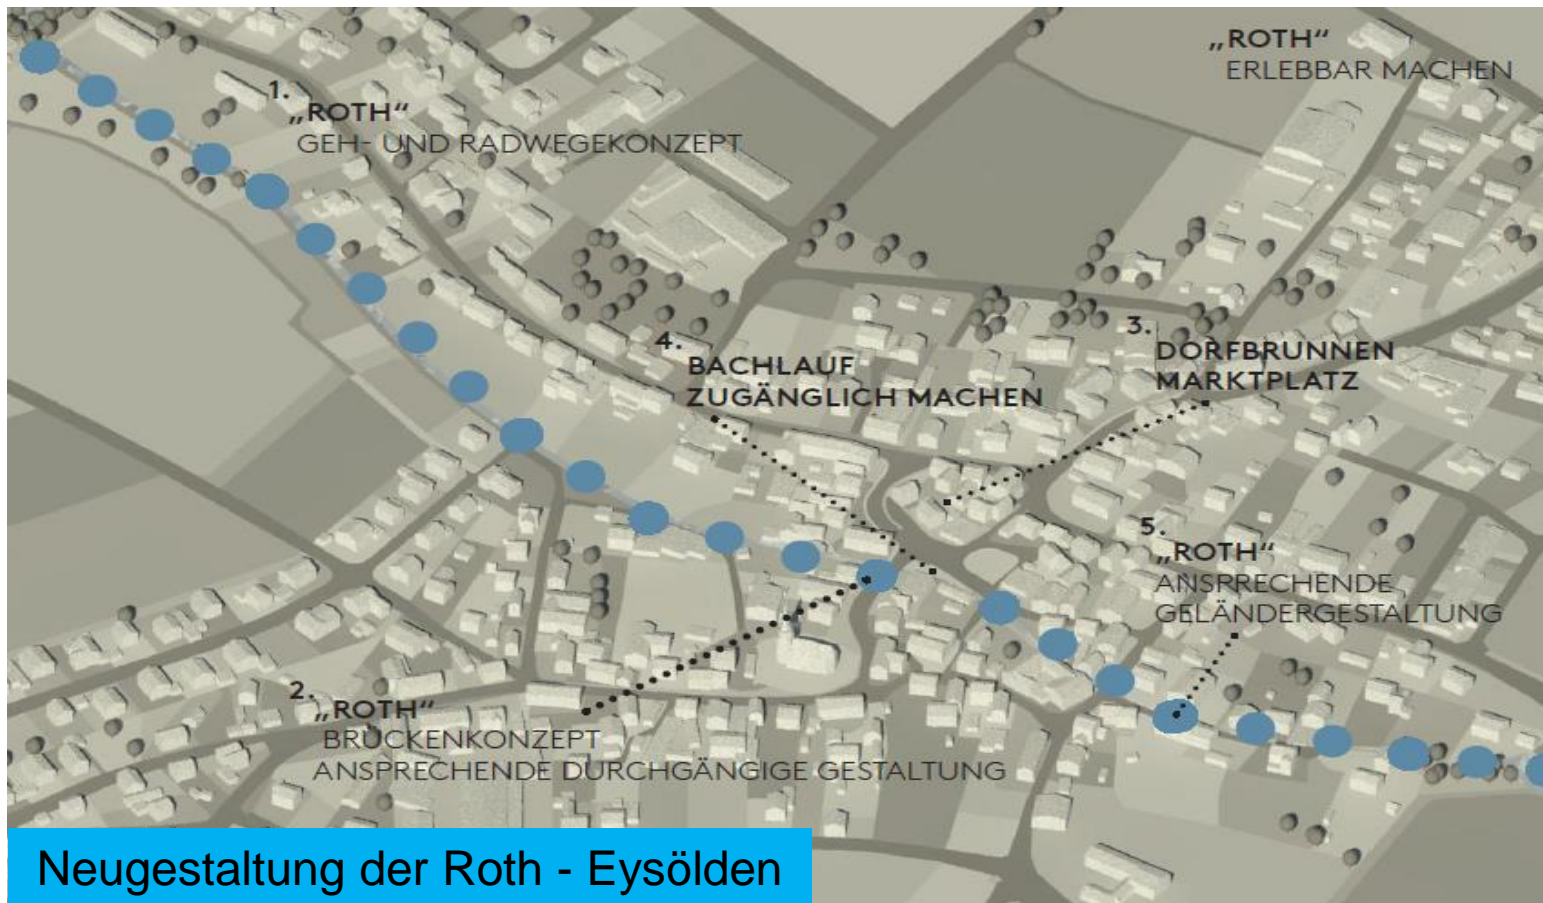 „ROTH“
ERLEBBAR MACHEN
1.
„ROTH“
GEH- UND RADWEGEKONZEPT
4.
BACHLAUF
ZUGÄNGLICH MACHEN
3.
DORFBRUNNEN
MARKTPLATZ
5.
„ROTH“
ANSPRECHENDE
GELÄNDERGESTALTUNG
2.
„ROTH“
BRÜCKENKONZEPT
ANSPRECHENDE DURCHGÄNGIGE GESTALTUNG
Neugestaltung der Roth - Eysölden